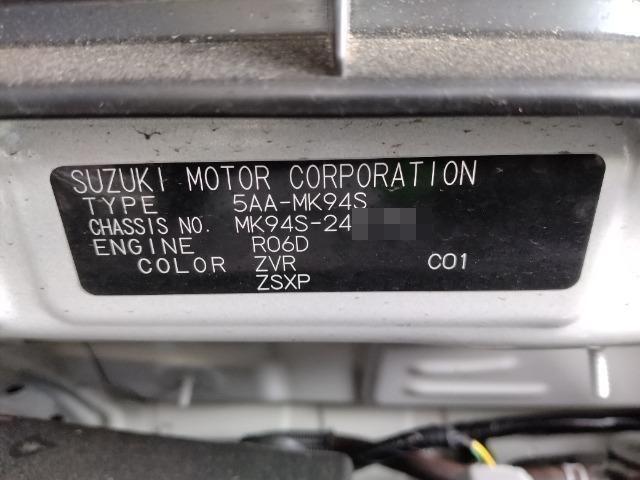 SUZUKI MOTOR CORPORATION
TYPE 5AA-MK94S
CHASSIS NO. MK94S-24
ENGINE R06D
COLOR ZVR C01
ZSXP